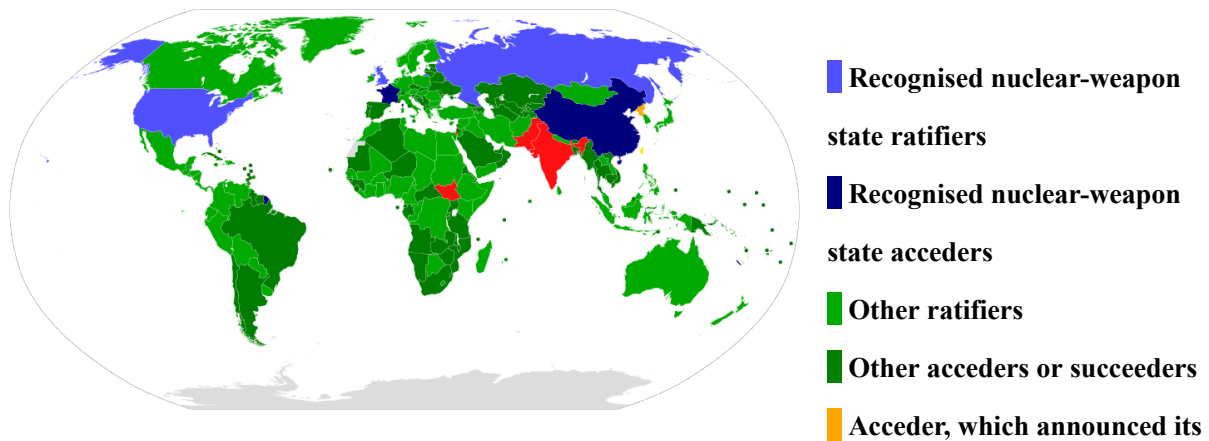 Recognised nuclear-weapon
state ratifiers
Recognised nuclear-weapon
state acceders
Other ratifiers
Other acceders or succeeders
Acceder, which announced its